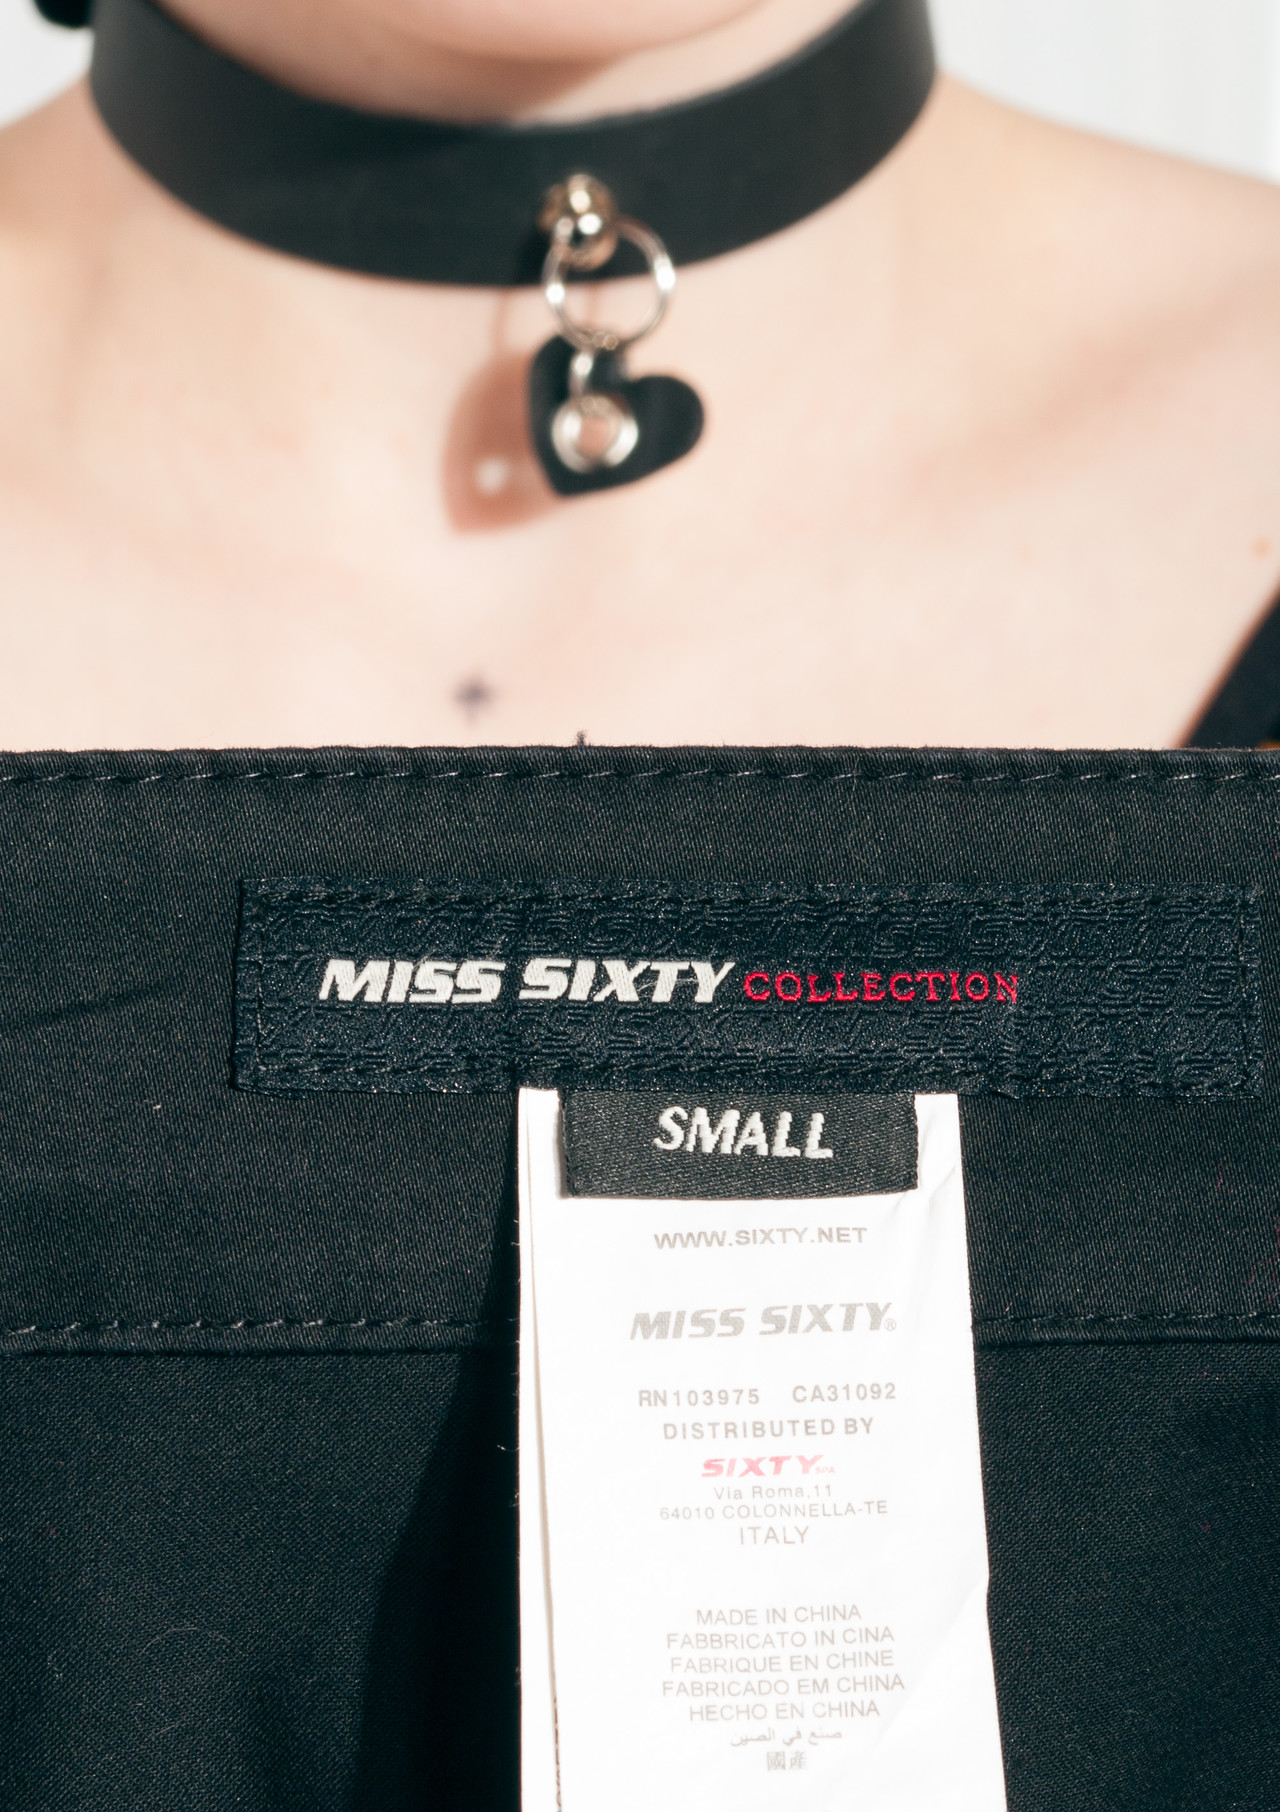 MISS SIXTY COLLECTION
SMALL
WWW.SIXTY.NET
MISS SIXTY®
RN103975 CA31092
DISTRIBUTED BY
SIXTY
Via Roma,11
64010 COLONNELLA-TE
ITALY
MADE IN CHINA
FABBRICATO IN CINA
FABRIQUE EN CHINE
FABRICADO EM CHINA
HECHO EN CHINA
صنع في الصين
國產